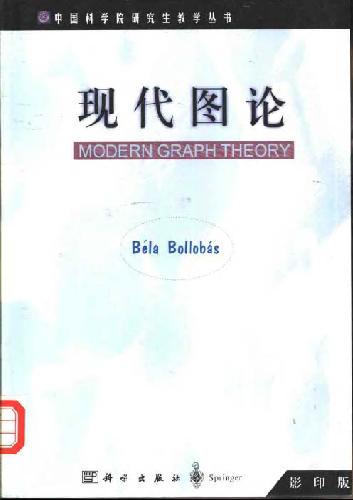 中国科学院研究生教学丛书
现代图论
MODERN GRAPH THEORY
Béla Bollobás
科学出版社 Springer
影印版